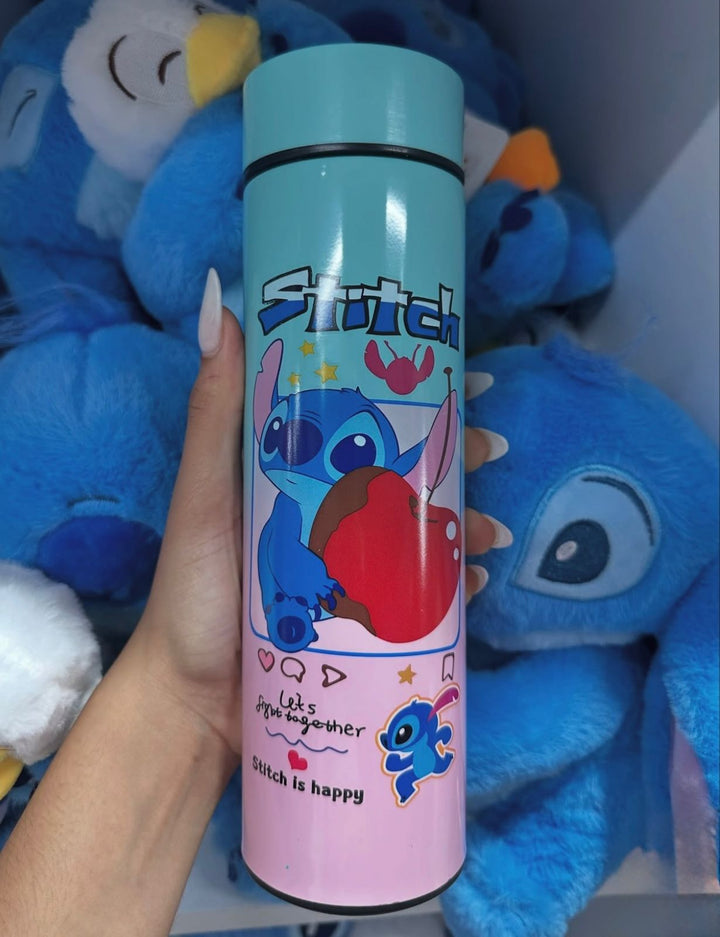 Stitch
Let's
fight together
Stitch is happy